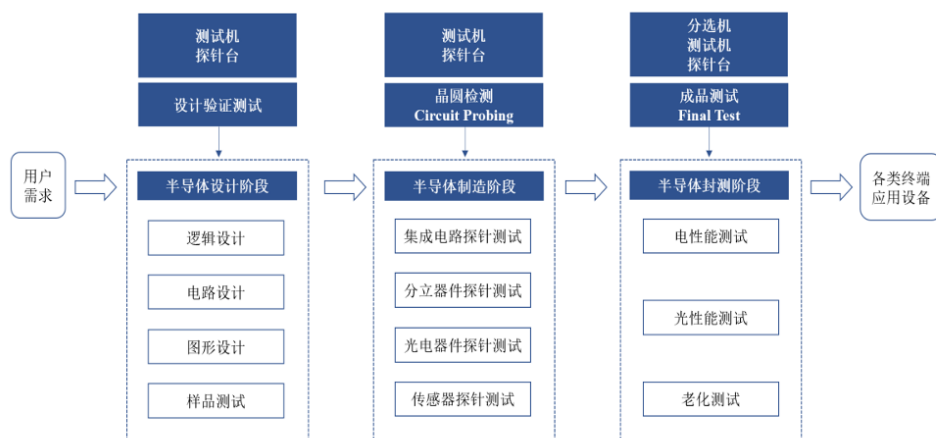 测试机
探针台
设计验证测试
测试机
探针台
晶圆检测
Circuit Probing
分选机
测试机
探针台
成品测试
Final Test
用户
需求
半导体设计阶段
逻辑设计
电路设计
图形设计
样品测试
半导体制造阶段
集成电路探针测试
分立器件探针测试
光电器件探针测试
传感器探针测试
半导体封测阶段
电性能测试
光性能测试
老化测试
各类终端
应用设备